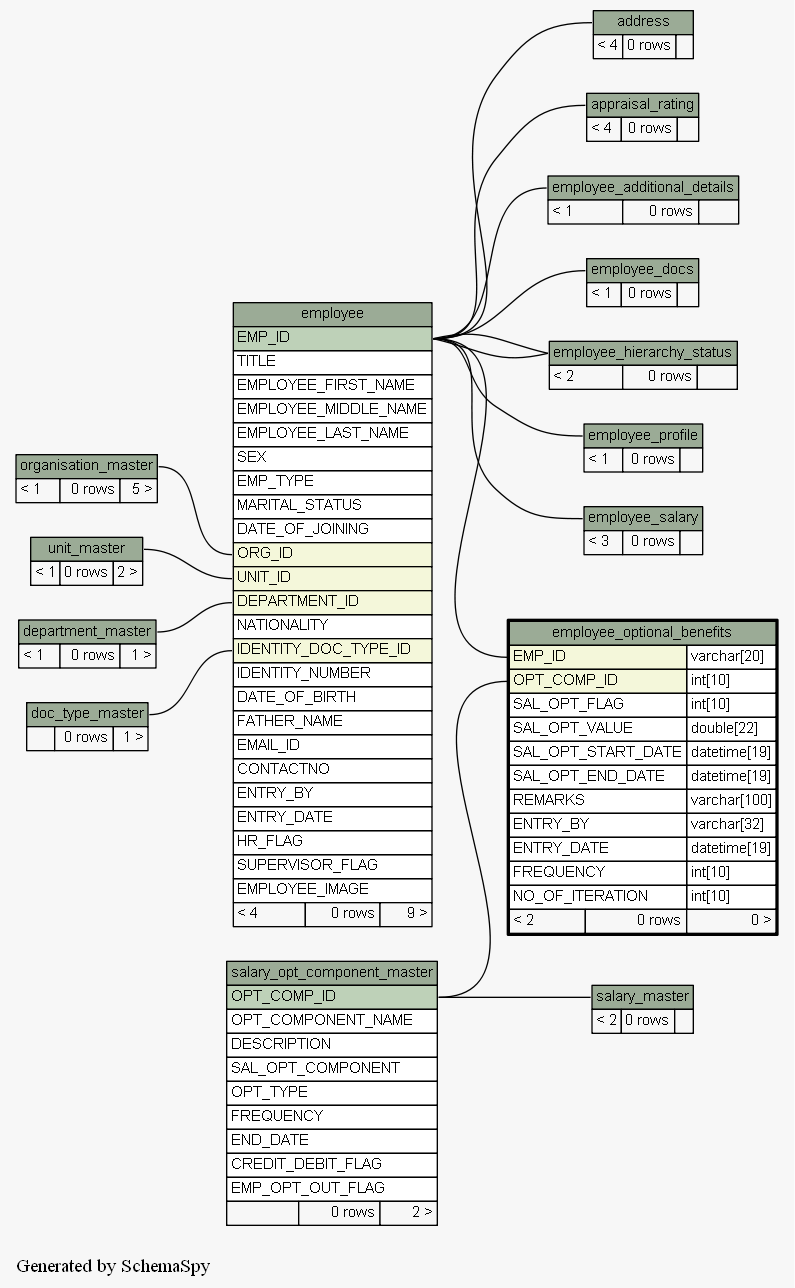 address
< 4 0 rows
appraisal_rating
< 4 0 rows
employee_additional_details
< 1 0 rows
employee_docs
< 1 0 rows
employee_hierarchy_status
< 2 0 rows
employee_profile
< 1 0 rows
employee_salary
< 3 0 rows
employee
EMP_ID
TITLE
EMPLOYEE_FIRST_NAME
EMPLOYEE_MIDDLE_NAME
EMPLOYEE_LAST_NAME
SEX
EMP_TYPE
MARITAL_STATUS
DATE_OF_JOINING
ORG_ID
UNIT_ID
DEPARTMENT_ID
NATIONALITY
IDENTITY_DOC_TYPE_ID
IDENTITY_NUMBER
DATE_OF_BIRTH
FATHER_NAME
EMAIL_ID
CONTACTNO
ENTRY_BY
ENTRY_DATE
HR_FLAG
SUPERVISOR_FLAG
EMPLOYEE_IMAGE
< 4 0 rows 9 >
organisation_master
< 1 0 rows 5 >
unit_master
< 1 0 rows 2 >
department_master
< 1 0 rows 1 >
doc_type_master
0 rows 1 >
employee_optional_benefits
EMP_ID varchar[20]
OPT_COMP_ID int[10]
SAL_OPT_FLAG int[10]
SAL_OPT_VALUE double[22]
SAL_OPT_START_DATE datetime[19]
SAL_OPT_END_DATE datetime[19]
REMARKS varchar[100]
ENTRY_BY varchar[32]
ENTRY_DATE datetime[19]
FREQUENCY int[10]
NO_OF_ITERATION int[10]
< 2 0 rows 0 >
salary_opt_component_master
OPT_COMP_ID
OPT_COMPONENT_NAME
DESCRIPTION
SAL_OPT_COMPONENT
OPT_TYPE
FREQUENCY
END_DATE
CREDIT_DEBIT_FLAG
EMP_OPT_OUT_FLAG
0 rows 2 >
salary_master
< 2 0 rows
Generated by SchemaSpy